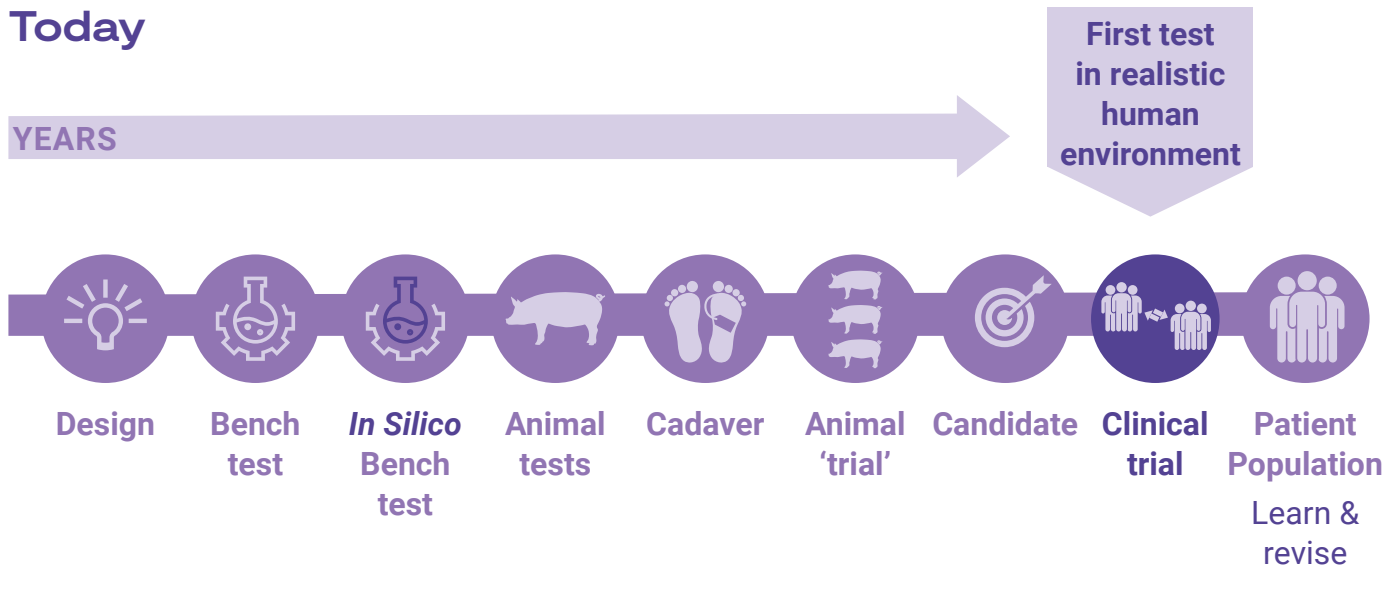 Today
First test
in realistic
human
environment
YEARS
Design
Bench
test
In Silico
Bench
test
Animal
tests
Cadaver
Animal
‘trial’
Candidate
Clinical
trial
Patient
Population
Learn &
revise